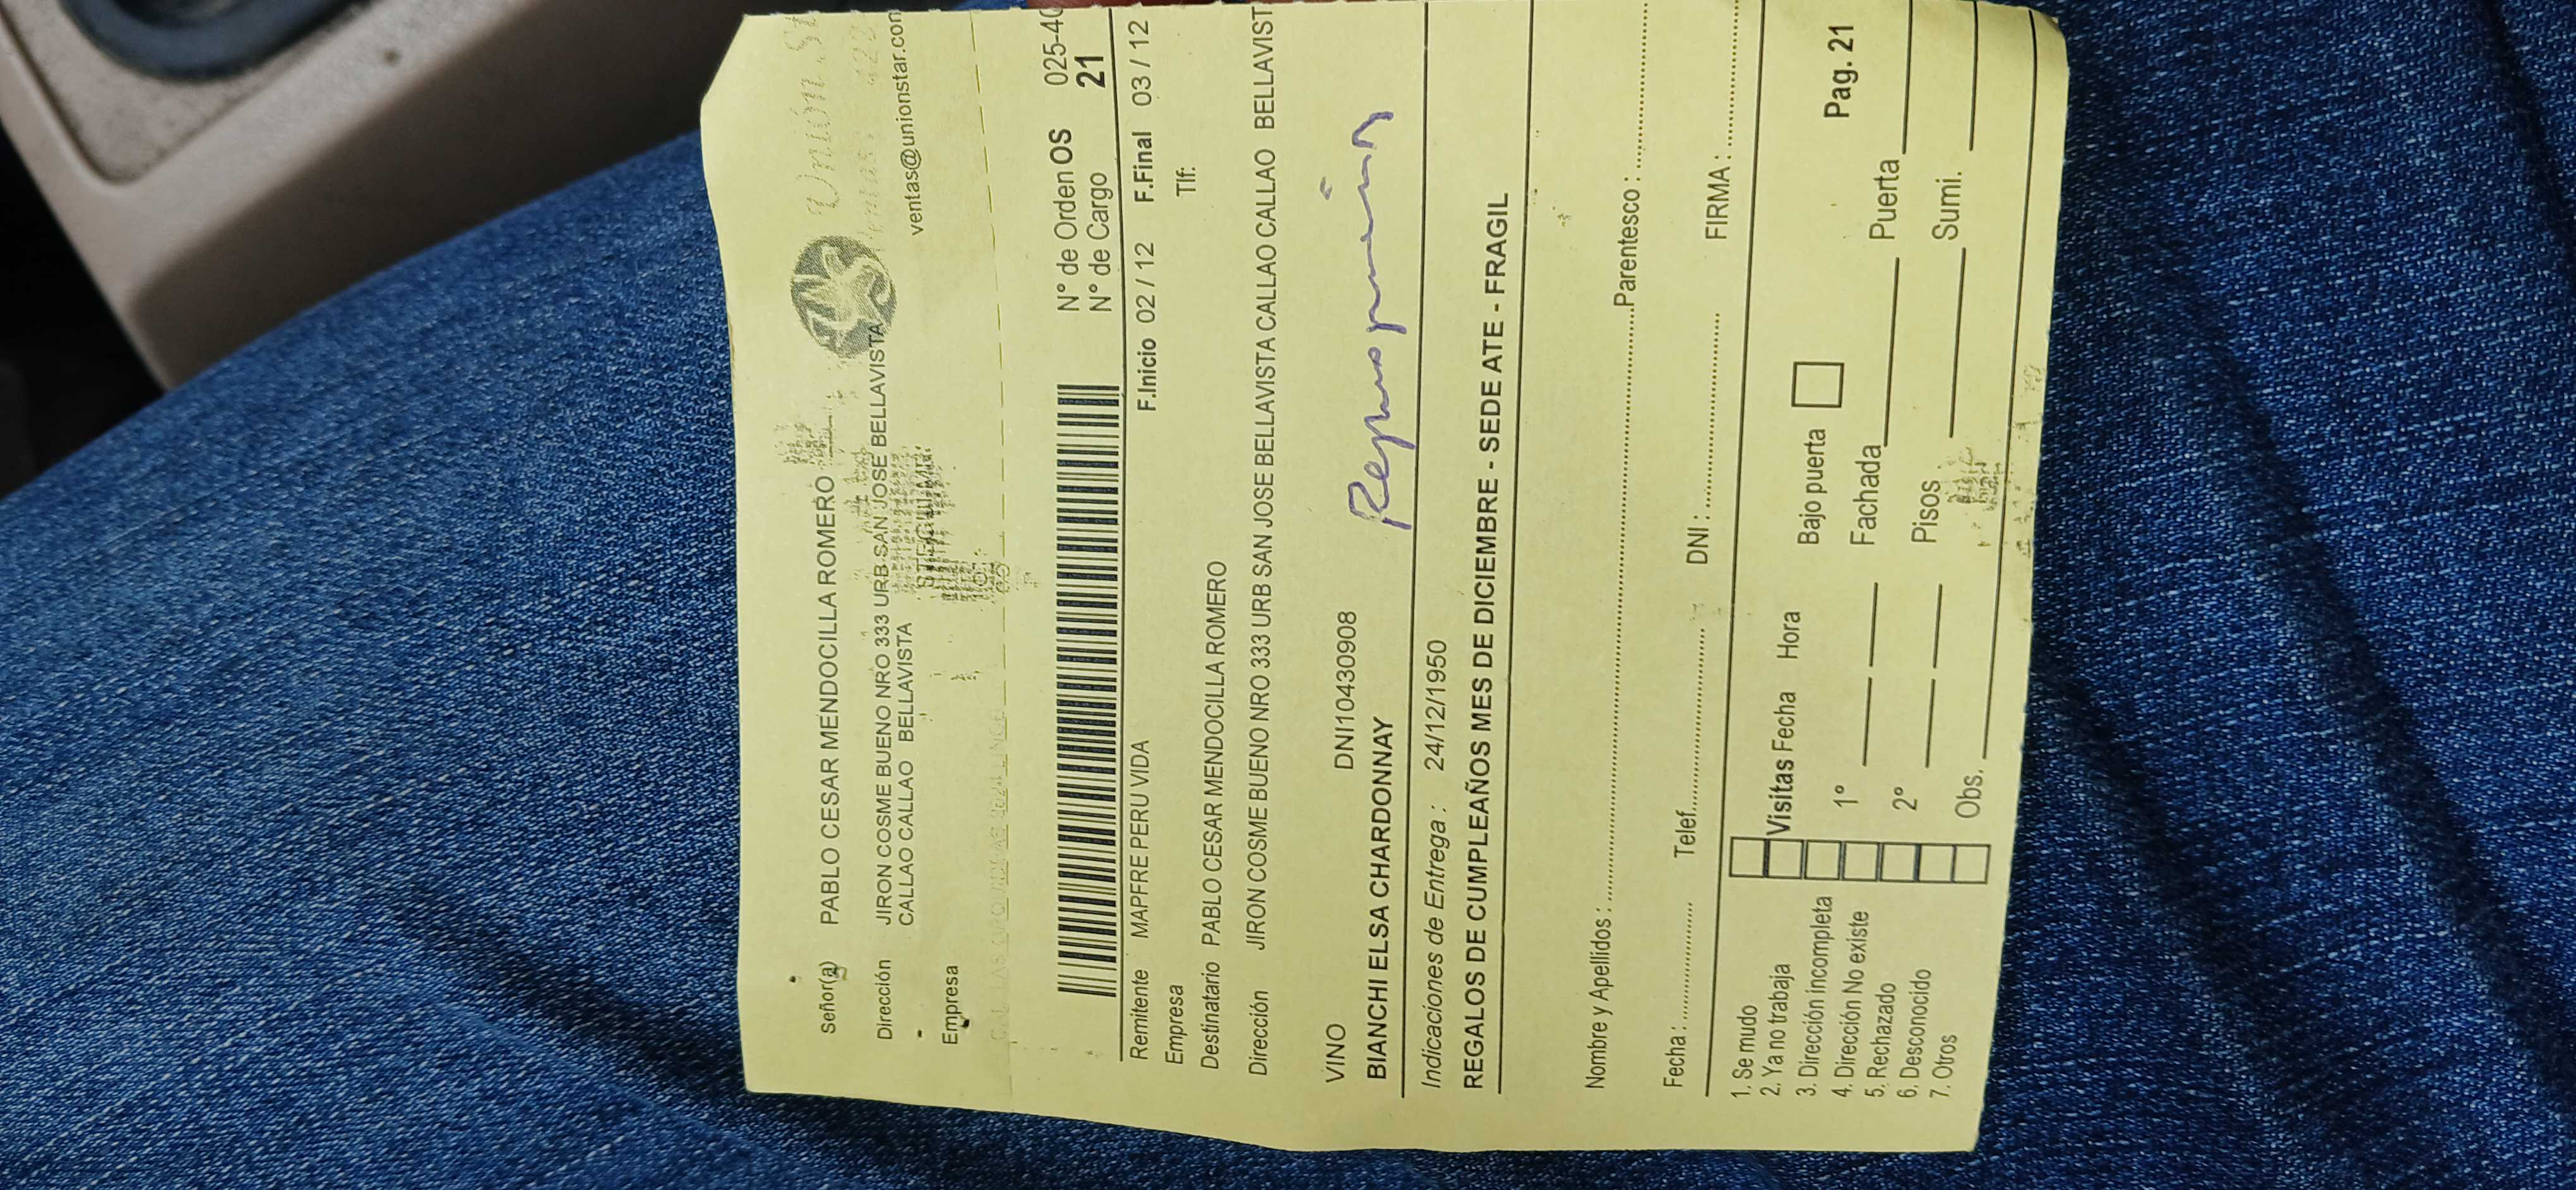 Unión St
Señor(a) PABLO CESAR MENDOCILLA ROMERO
Dirección JIRON COSME BUENO NRO 333 URB SAN JOSE BELLAVISTA
CALLAO CALLAO BELLAVISTA
ventas@unionstar.com
Empresa
N° de Orden OS 025-40
N° de Cargo 21
Remitente MAPFRE PERU VIDA F.Inicio 02 / 12 F.Final 03 / 12
Empresa Tlf:
Destinatario PABLO CESAR MENDOCILLA ROMERO
Dirección JIRON COSME BUENO NRO 333 URB SAN JOSE BELLAVISTA CALLAO CALLAO BELLAVIST
VINO DNI10430908
BIANCHI ELSA CHARDONNAY
Indicaciones de Entrega : 24/12/1950
REGALOS DE CUMPLEAÑOS MES DE DICIEMBRE - SEDE ATE - FRAGIL
Nombre y Apellidos : Parentesco :
Fecha : Telef. DNI : FIRMA :
1. Se mudo
2. Ya no trabaja
3. Dirección incompleta
4. Dirección No existe
5. Rechazado
6. Desconocido
7. Otros
Visitas Fecha Hora Bajo puerta Pag. 21
1° Fachada Puerta
2° Pisos Sumi.
Obs.